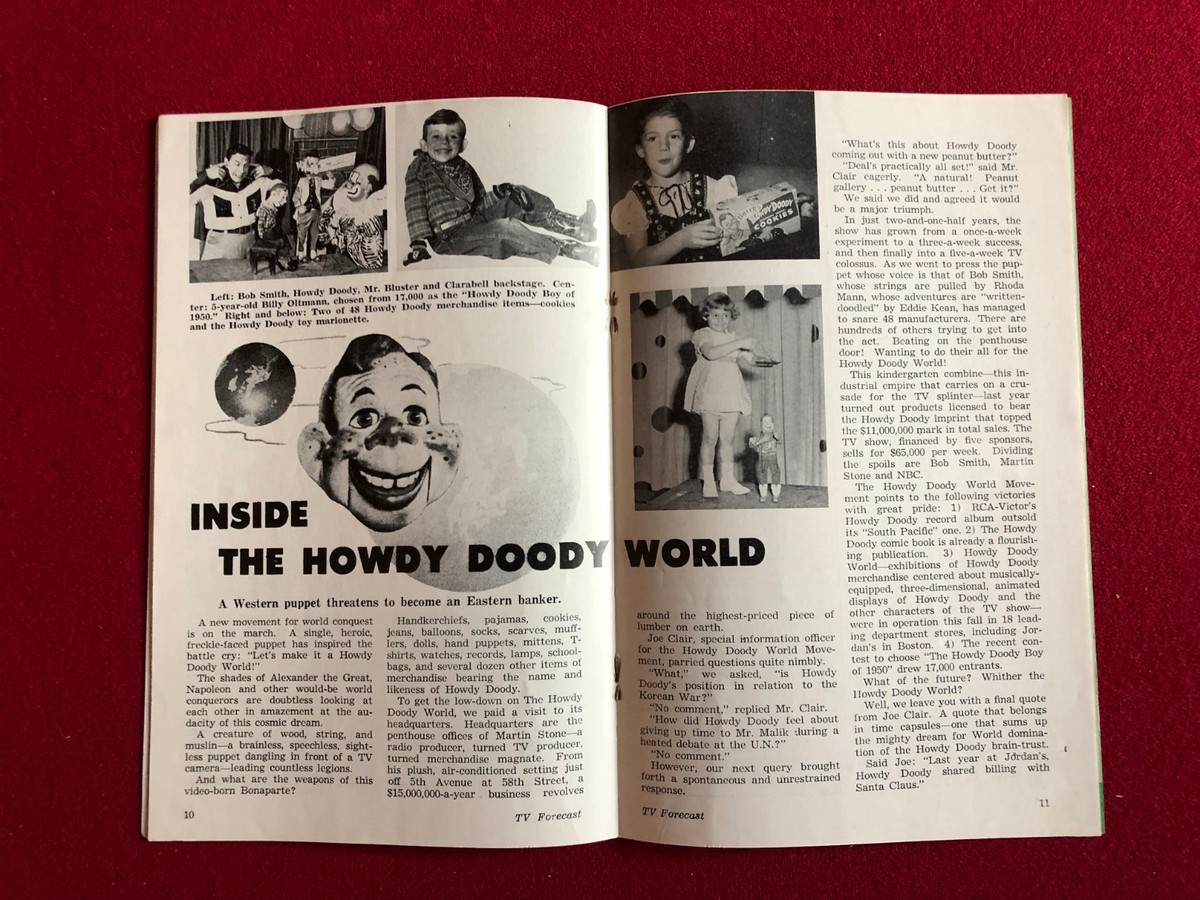 Left: Bob Smith, Howdy Doody, Mr. Bluster and Clarabell backstage. Cen-
ter: 5-year-old Billy Oltmann, chosen from 17,000 as the "Howdy Doody Boy of
1950." Right and below: Two of 48 Howdy Doody merchandise items—cookies
and the Howdy Doody toy marionette.
HOWDY DOODY
COOKIES
INSIDE
THE HOWDY DOODY WORLD
A Western puppet threatens to become an Eastern banker.
A new movement for world conquest
is on the march. A single, heroic,
freckle-faced puppet has inspired the
battle cry: "Let's make it a Howdy
Doody World!"
The shades of Alexander the Great,
Napoleon and other would-be world
conquerors are doubtless looking at
each other in amazement at the au-
dacity of this cosmic dream.
A creature of wood, string, and
muslin—a brainless, speechless, sight-
less puppet dangling in front of a TV
camera—leading countless legions.
And what are the weapons of this
video-born Bonaparte?
Handkerchiefs, pajamas, cookies,
jeans, balloons, socks, scarves, muff-
lers, dolls, hand puppets, mittens, T-
shirts, watches, records, lamps, school-
bags, and several dozen other items of
merchandise bearing the name and
likeness of Howdy Doody.
To get the low-down on The Howdy
Doody World, we paid a visit to its
headquarters. Headquarters are the
penthouse offices of Martin Stone—a
radio producer, turned TV producer,
turned merchandise magnate. From
his plush, air-conditioned setting just
off 5th Avenue at 58th Street, a
$15,000,000-a-year business revolves
10
TV Forecast
around the highest-priced piece of
lumber on earth.
Joe Clair, special information officer
for the Howdy Doody World Move-
ment, parried questions quite nimbly.
"What," we asked, "is Howdy
Doody's position in relation to the
Korean War?"
"No comment," replied Mr. Clair.
"How did Howdy Doody feel about
giving up time to Mr. Malik during a
heated debate at the U.N.?"
"No comment."
However, our next query brought
forth a spontaneous and unrestrained
response.
"What's this about Howdy Doody
coming out with a new peanut butter?"
"Deal's practically all set!" said Mr.
Clair eagerly. "A natural! Peanut
gallery . . . peanut butter . . . Get it?"
We said we did and agreed it would
be a major triumph.
In just two-and-one-half years, the
show has grown from a once-a-week
experiment to a three-a-week success,
and then finally into a five-a-week TV
colossus. As we went to press the pup-
pet whose voice is that of Bob Smith,
whose strings are pulled by Rhoda
Mann, whose adventures are "written-
doodled" by Eddie Kean, has managed
to snare 48 manufacturers. There are
hundreds of others trying to get into
the act. Beating on the penthouse
door! Wanting to do their all for the
Howdy Doody World!
This kindergarten combine—this in-
dustrial empire that carries on a cru-
sade for the TV splinter—last year
turned out products licensed to bear
the Howdy Doody imprint that topped
the $11,000,000 mark in total sales. The
TV show, financed by five sponsors,
sells for $65,000 per week. Dividing
the spoils are Bob Smith, Martin
Stone and NBC.
The Howdy Doody World Move-
ment points to the following victories
with great pride: 1) RCA-Victor's
Howdy Doody record album outsold
its "South Pacific" one. 2) The Howdy
Doody comic book is already a flourish-
ing publication. 3) Howdy Doody
World—exhibitions of Howdy Doody
merchandise centered about musically-
equipped, three-dimensional, animated
displays of Howdy Doody and the
other characters of the TV show—
were in operation this fall in 18 lead-
ing department stores, including Jor-
dan's in Boston. 4) The recent con-
test to choose "The Howdy Doody Boy
of 1950" drew 17,000 entrants.
What of the future? Whither the
Howdy Doody World?
Well, we leave you with a final quote
from Joe Clair. A quote that belongs
in time capsules—one that sums up
the mighty dream for World domina-
tion of the Howdy Doody brain-trust.
Said Joe: "Last year at Jordan's,
Howdy Doody shared billing with
Santa Claus."
TV Forecast
11